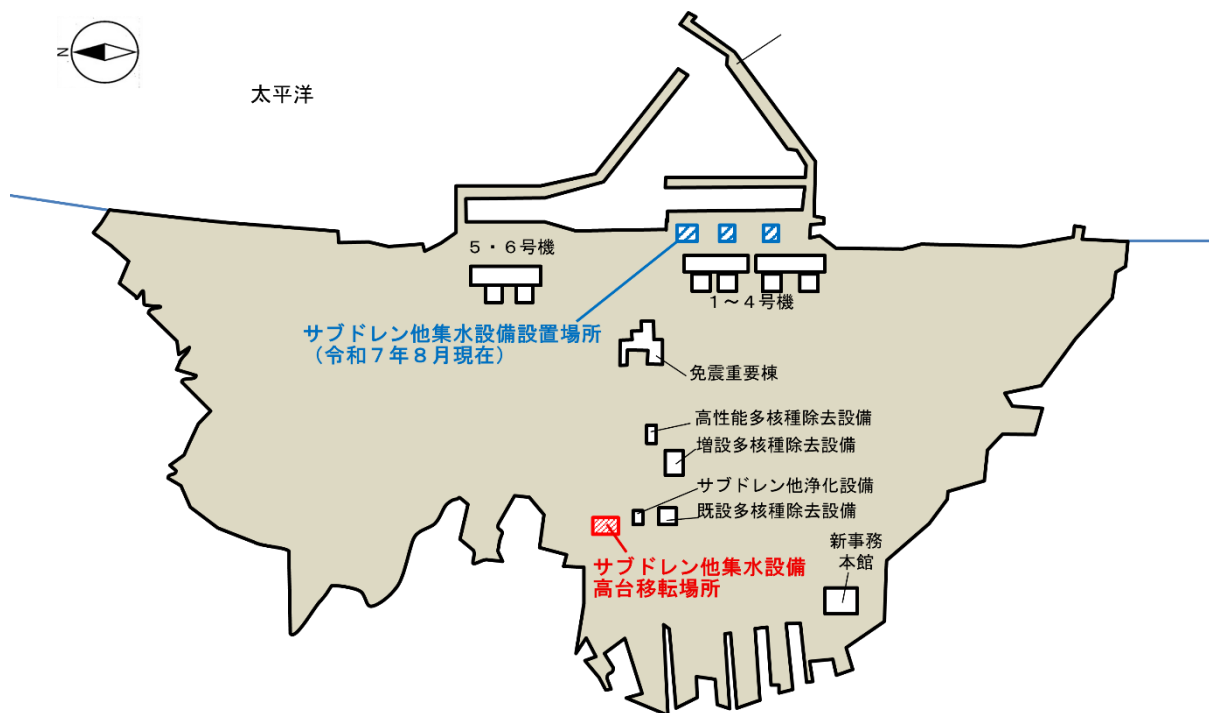 N
太平洋
５・６号機
１～４号機
サブドレン他集水設備設置場所
（令和７年８月現在）
免震重要棟
高性能多核種除去設備
増設多核種除去設備
サブドレン他浄化設備
既設多核種除去設備
新事務
本館
サブドレン他集水設備
高台移転場所